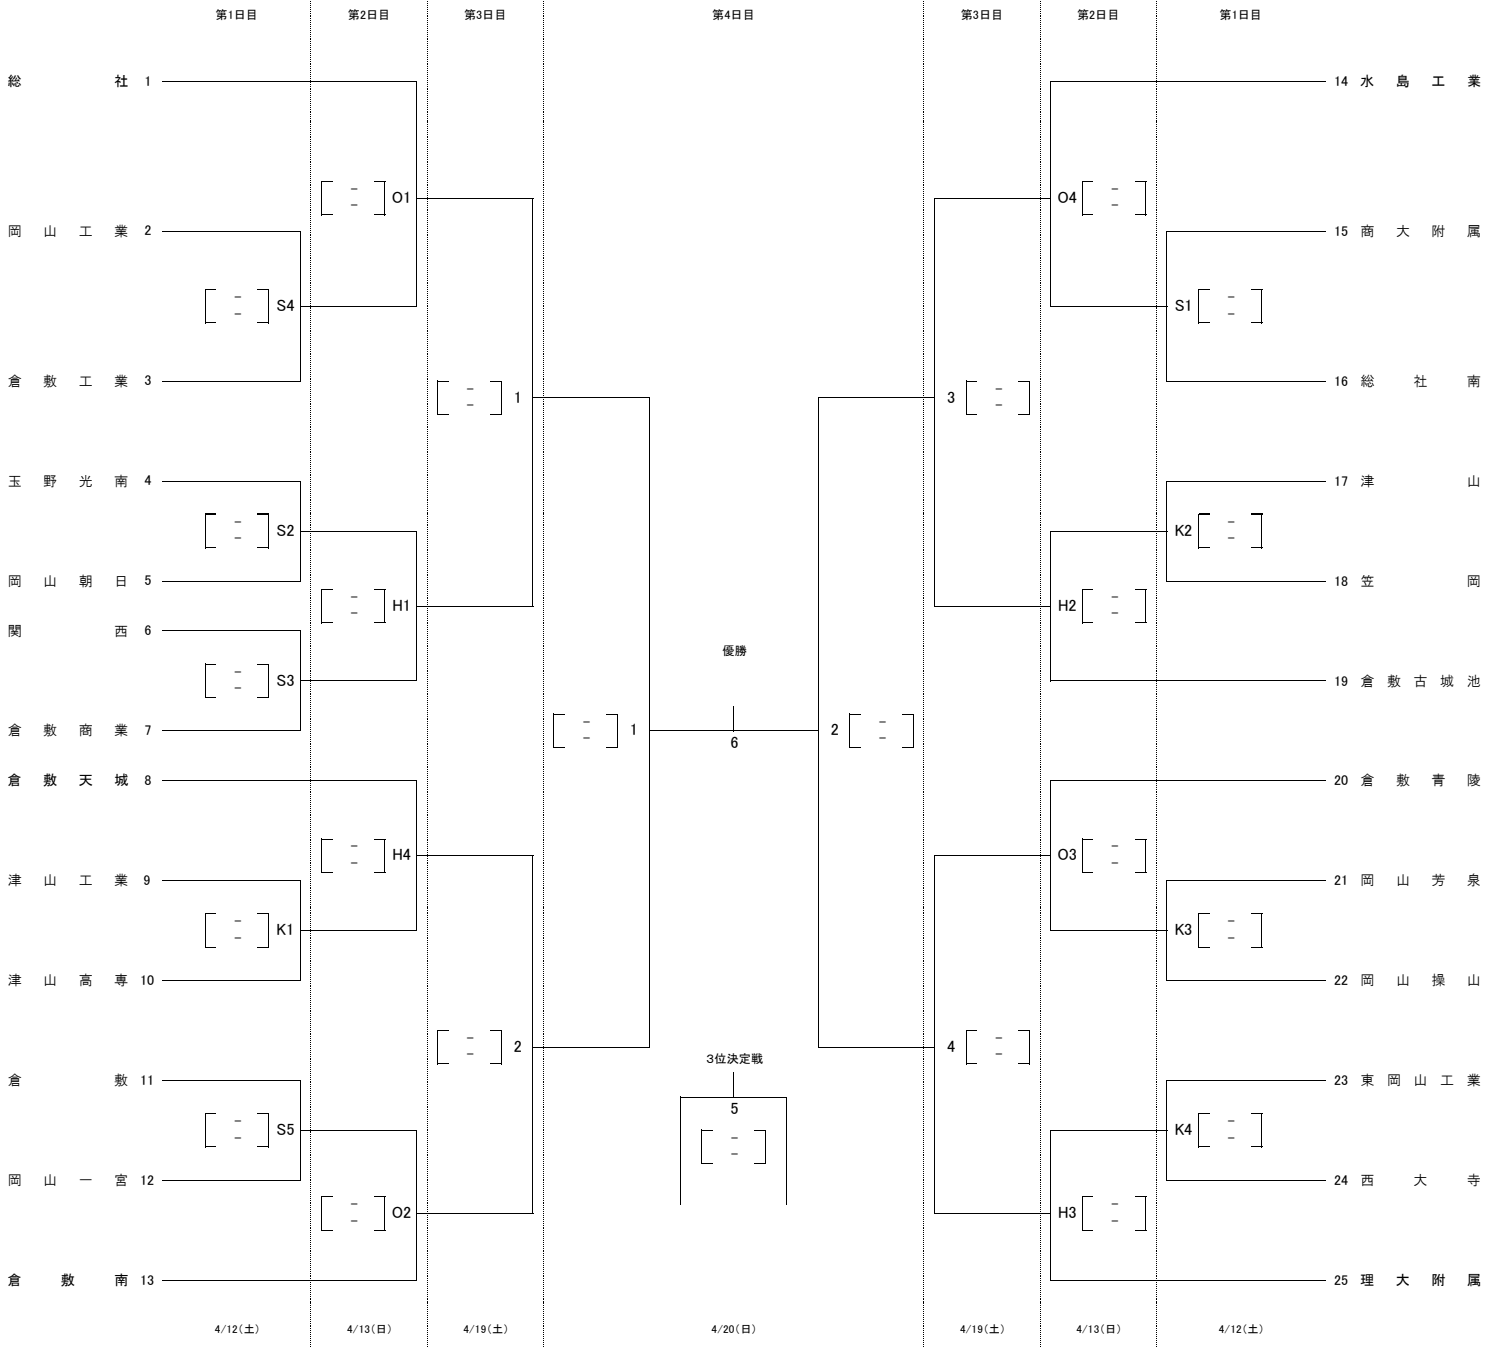 第1日目 第2日目 第3日目 第4日目 第3日目 第2日目 第1日目
総社 1 14 水島工業
[ - - ] O1 O4 [ - - ]
岡山工業 2 15 商大附属
[ - - ] S4 S1 [ - - ]
倉敷工業 3 16 総社南
[ - - ] 1 3 [ - - ]
玉野光南 4 17 津山
[ - - ] S2 K2 [ - - ]
岡山朝日 5 18 笠岡
[ - - ] H1 H2 [ - - ]
関西 6
優勝
[ - - ] S3 19 倉敷古城池
倉敷商業 7 [ - - ] 1 6 2 [ - - ]
倉敷天城 8 20 倉敷青陵
[ - - ] H4 O3 [ - - ]
津山工業 9 21 岡山芳泉
[ - - ] K1 K3 [ - - ]
津山高専 10 22 岡山操山
[ - - ] 2 4 [ - - ]
3位決定戦
倉敷 11 23 東岡山工業
5
[ - - ] S5 [ - - ] K4 [ - - ]
岡山一宮 12 24 西大寺
[ - - ] O2 H3 [ - - ]
倉敷南 13 25 理大附属
4/12(土) 4/13(日) 4/19(土) 4/20(日) 4/19(土) 4/13(日) 4/12(土)